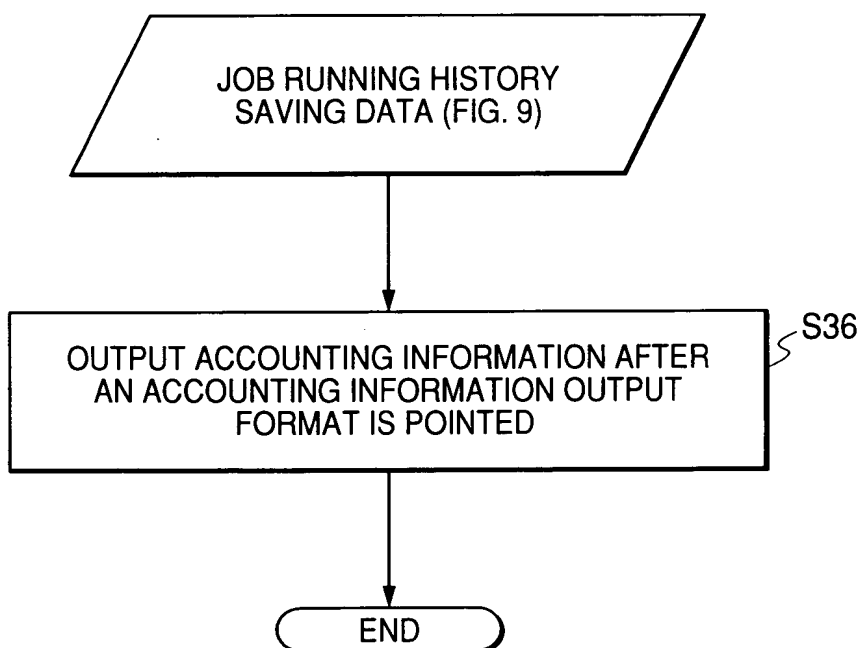 JOB RUNNING HISTORY
SAVING DATA (FIG. 9)
OUTPUT ACCOUNTING INFORMATION AFTER
AN ACCOUNTING INFORMATION OUTPUT
FORMAT IS POINTED
S36
END